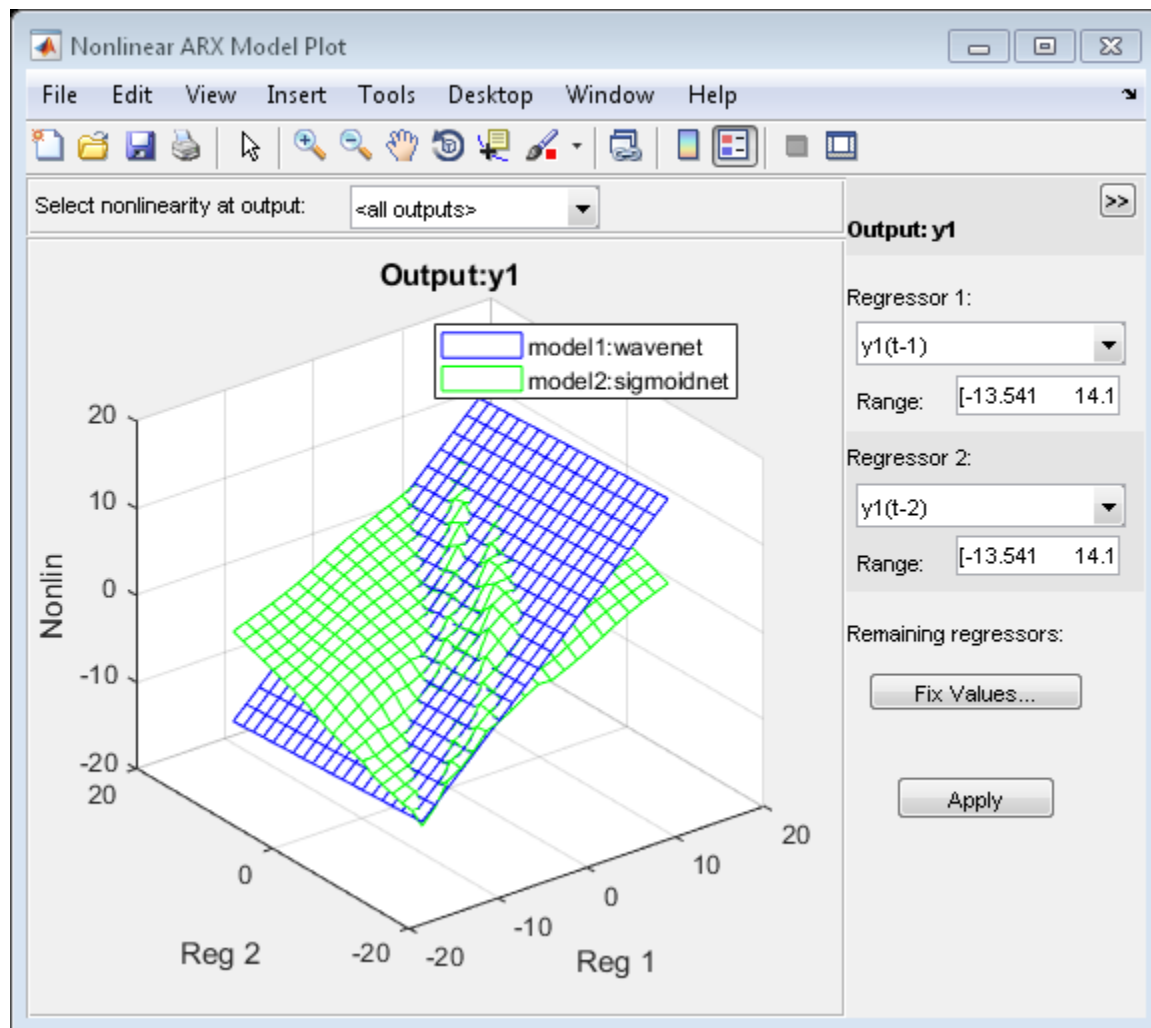 Nonlinear ARX Model Plot
File Edit View Insert Tools Desktop Window Help
Select nonlinearity at output: <all outputs>
>>
Output: y1
Output:y1
model1:wavenet
model2:sigmoidnet
Nonlin
20
10
0
-10
-20
20
0
-20
Reg 2
-20
-10
0
10
20
Reg 1
Regressor 1:
y1(t-1)
Range: [-13.541 14.1
Regressor 2:
y1(t-2)
Range: [-13.541 14.1
Remaining regressors:
Fix Values...
Apply